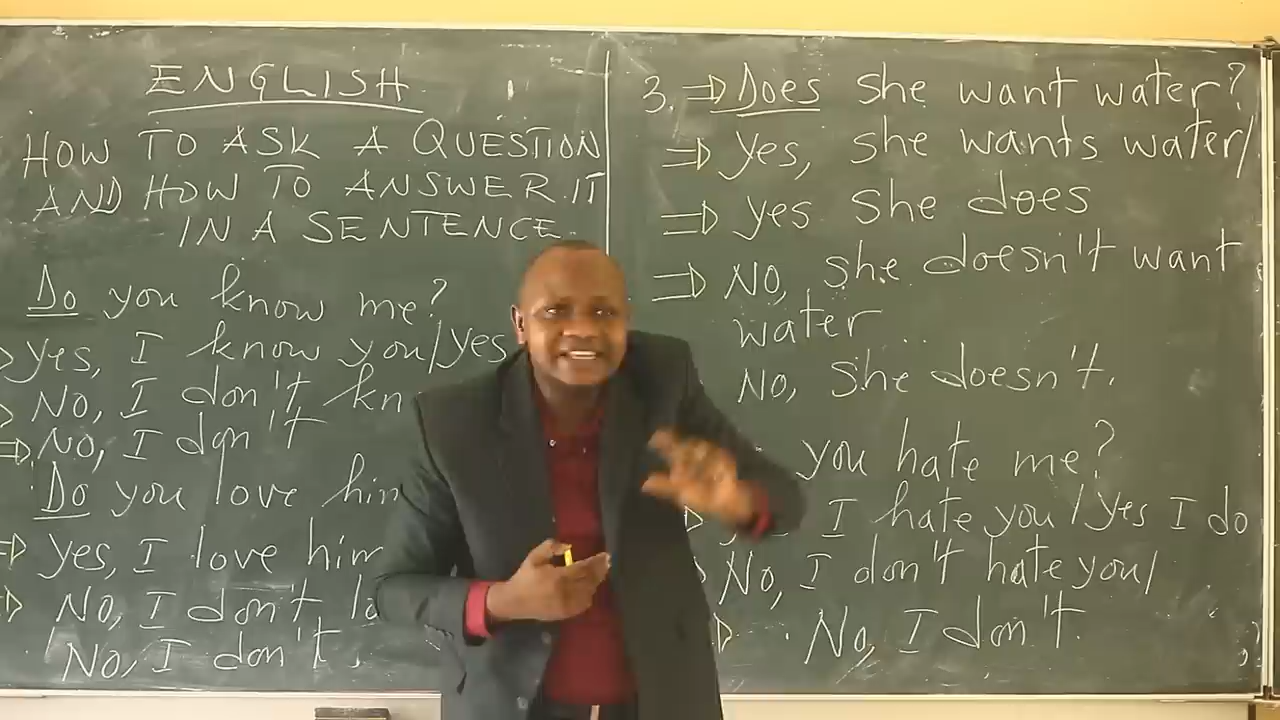 ENGLISH
HOW TO ASK A QUESTION
AND HOW TO ANSWER IT
IN A SENTENCE
Do you know me?
Yes, I know you/Yes
No, I don't kn
⇒ No, I don't
Do you love him
⇒ Yes, I love him
No, I don't lo
No, I don't.
3. ⇒ Does she want water?
⇒ Yes, she wants water/
⇒ Yes she does
⇒ No, she doesn't want
water
No, she doesn't.
you hate me?
I hate you/Yes I do
No, I don't hate you/
No, I don't.